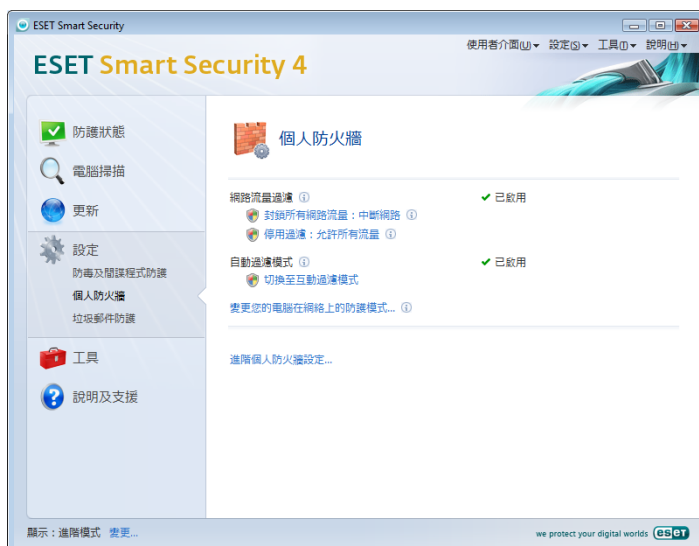 ESET Smart Security
使用者介面(U) 設定(S) 工具(T) 說明(H)
ESET Smart Security 4
防護狀態
電腦掃描
更新
設定
防毒及間諜程式防護
個人防火牆
垃圾郵件防護
工具
說明及支援
個人防火牆
網路流量過濾 已啟用
封鎖所有網路流量：中斷網路
停用過濾：允許所有流量
自動過濾模式 已啟用
切換至互動過濾模式
變更您的電腦在網絡上的防護模式...
進階個人防火牆設定...
顯示：進階模式 變更...
we protect your digital worlds eset